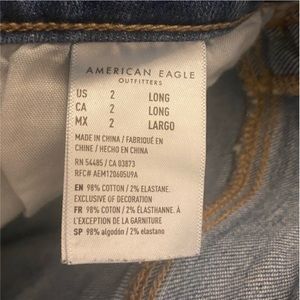 AMERICAN EAGLE
OUTFITTERS
US 2 LONG
CA 2 LONG
MX 2 LARGO
MADE IN CHINA / FABRIQUÉ EN
CHINE / HECHO EN CHINA
RN 54485 / CA 03873
RFC# AEM120605U9A
EN 98% COTTON / 2% ELASTANE.
EXCLUSIVE OF DECORATION
FR 98% COTON / 2% ÉLASTHANNE. À
L'EXCEPTION DE LA GARNITURE
SP 98% algodón / 2% elastano